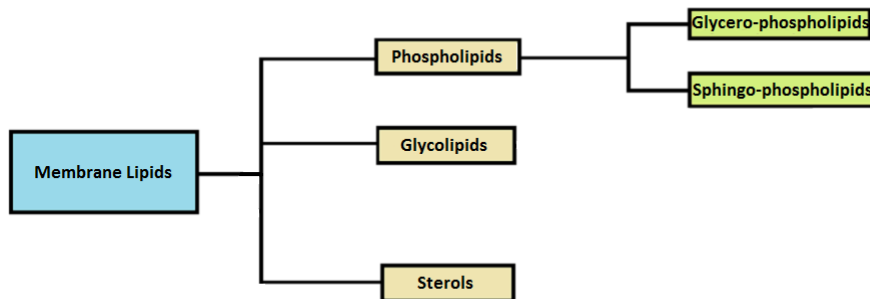 Glycero-phospholipids
Phospholipids
Sphingo-phospholipids
Glycolipids
Membrane Lipids
Sterols